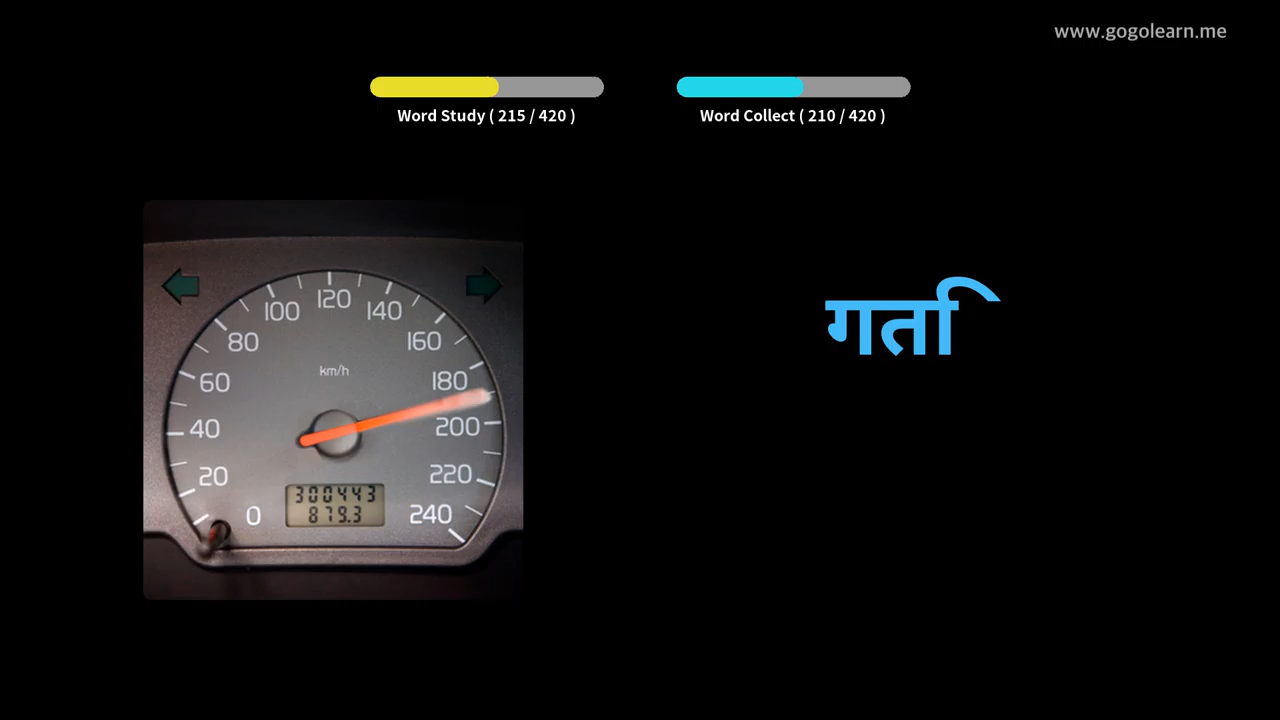 www.gogolearn.me
Word Study ( 215 / 420 )
Word Collect ( 210 / 420 )
गति
100 120 140
80 160
km/h
60 180
40 200
20 220
0 240
300443
879.3